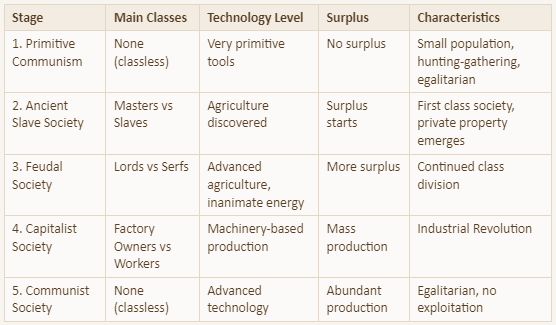 Stage Main Classes Technology Level Surplus Characteristics
1. Primitive None Very primitive No surplus Small population,
Communism (classless) tools hunting-gathering,
egalitarian
2. Ancient Masters vs Agriculture Surplus First class society,
Slave Society Slaves discovered starts private property
emerges
3. Feudal Lords vs Serfs Advanced More surplus Continued class
Society agriculture, division
inanimate energy
4. Capitalist Factory Machinery-based Mass Industrial Revolution
Society Owners vs production production
Workers
5. Communist None Advanced Abundant Egalitarian, no
Society (classless) technology production exploitation